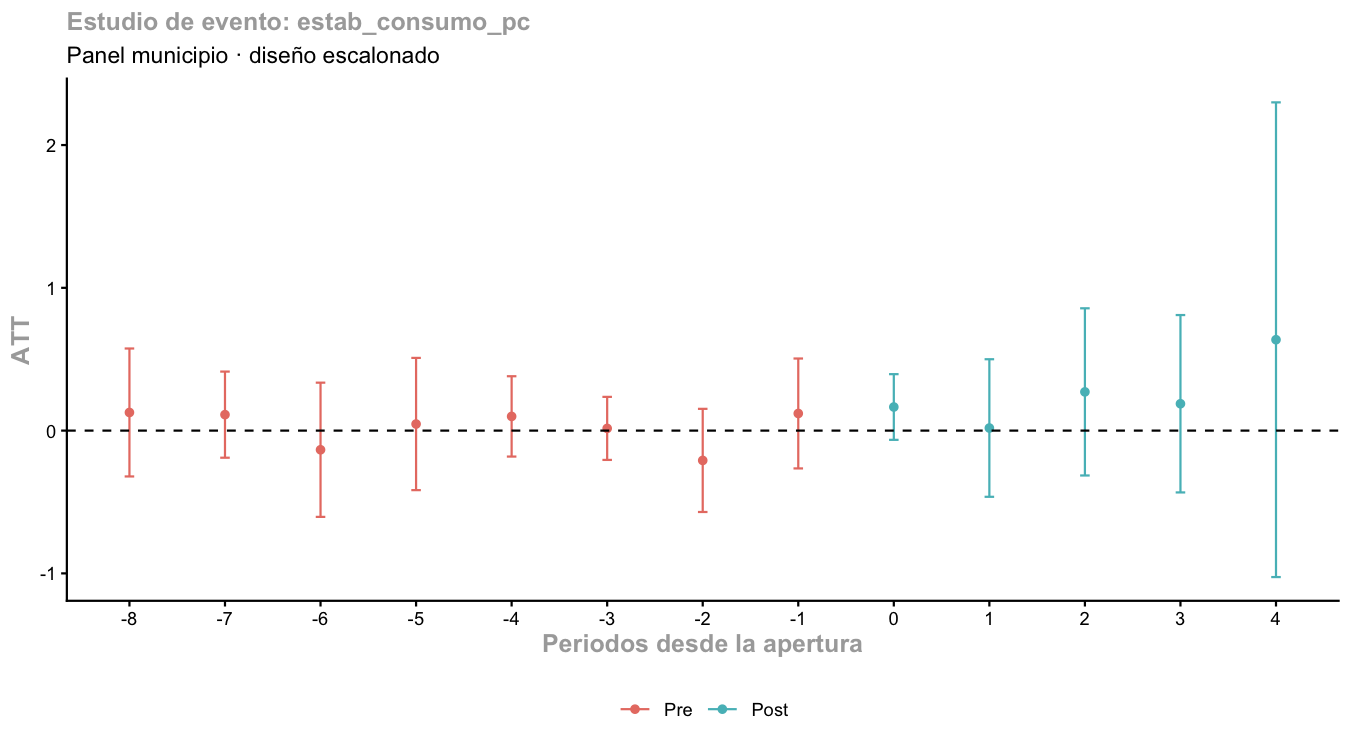 Estudio de evento: estab_consumo_pc
Panel municipio · diseño escalonado
ATT
2
1
0
-1
-8 -7 -6 -5 -4 -3 -2 -1 0 1 2 3 4
Periodos desde la apertura
Pre Post